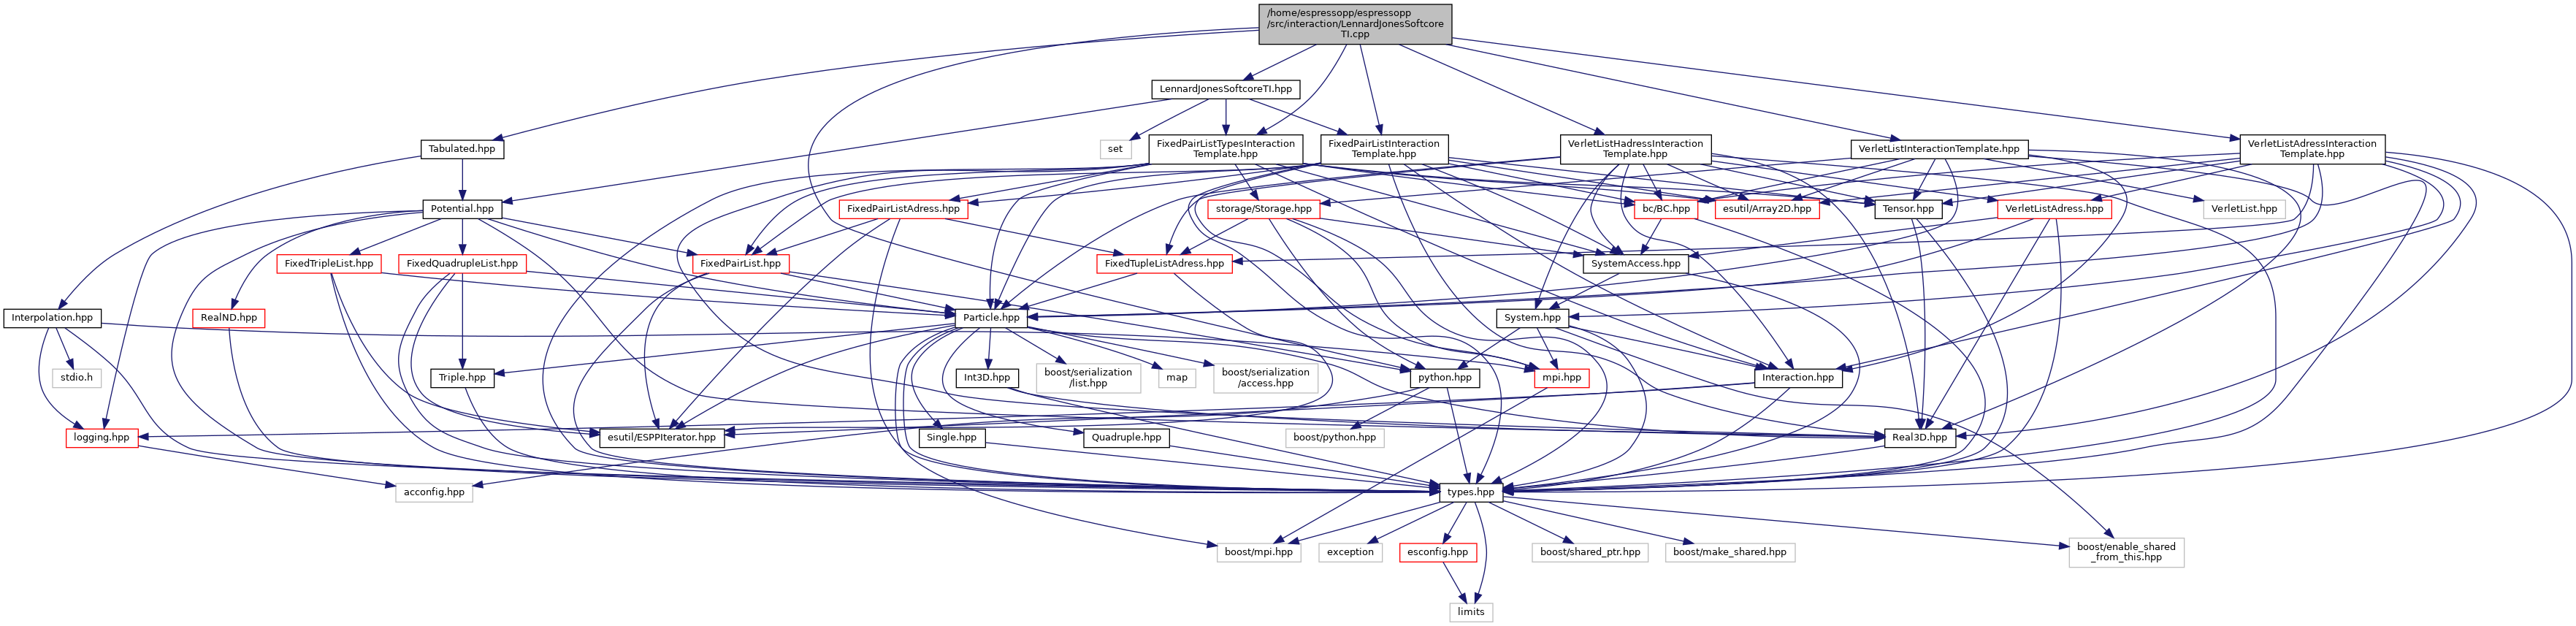 /home/espressopp/espressopp
/src/interaction/LennardJonesSoftcore
TI.cpp
LennardJonesSoftcoreTI.hpp
Tabulated.hpp
set
FixedPairListTypesInteraction
Template.hpp
FixedPairListInteraction
Template.hpp
VerletListHadressInteraction
Template.hpp
VerletListInteractionTemplate.hpp
VerletListAdressInteraction
Template.hpp
Potential.hpp
FixedPairListAdress.hpp
storage/Storage.hpp
bc/BC.hpp
esutil/Array2D.hpp
Tensor.hpp
VerletListAdress.hpp
VerletList.hpp
FixedTripleList.hpp
FixedQuadrupleList.hpp
FixedPairList.hpp
FixedTupleListAdress.hpp
SystemAccess.hpp
Interpolation.hpp
RealND.hpp
Particle.hpp
System.hpp
stdio.h
Triple.hpp
Int3D.hpp
boost/serialization
/list.hpp
map
boost/serialization
/access.hpp
python.hpp
mpi.hpp
Interaction.hpp
logging.hpp
esutil/ESPPIterator.hpp
Single.hpp
Quadruple.hpp
boost/python.hpp
Real3D.hpp
acconfig.hpp
types.hpp
boost/mpi.hpp
exception
esconfig.hpp
boost/shared_ptr.hpp
boost/make_shared.hpp
boost/enable_shared
_from_this.hpp
limits